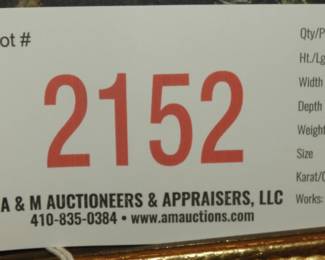 ot #
2152
A & M AUCTIONEERS & APPRAISERS, LLC
410-835-0384 • www.amauctions.com
Qty/P
Ht./Lg
Width
Depth
Weight
Size
Karat/C
Works: